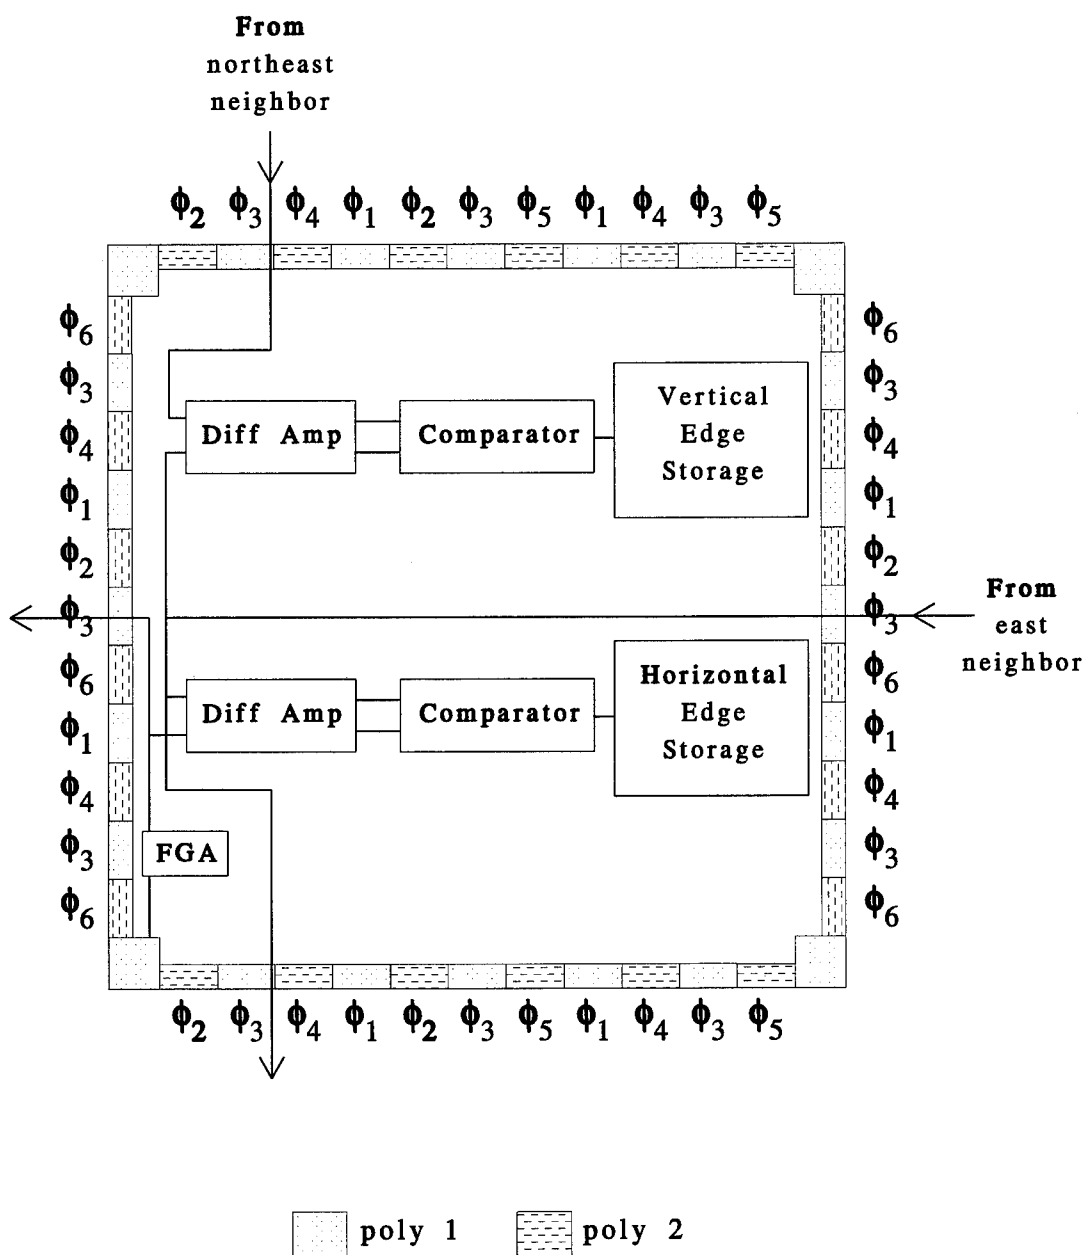 From
northeast
neighbor
ϕ2 ϕ3 ϕ4 ϕ1 ϕ2 ϕ3 ϕ5 ϕ1 ϕ4 ϕ3 ϕ5
ϕ6
ϕ3
ϕ4
ϕ1
ϕ2
ϕ3
ϕ6
ϕ1
ϕ4
ϕ3
ϕ6
Diff Amp
Comparator
Vertical
Edge
Storage
Diff Amp
Comparator
Horizontal
Edge
Storage
FGA
ϕ6
ϕ3
ϕ4
ϕ1
ϕ2
ϕ3
ϕ6
ϕ1
ϕ4
ϕ3
ϕ6
From
east
neighbor
ϕ2 ϕ3 ϕ4 ϕ1 ϕ2 ϕ3 ϕ5 ϕ1 ϕ4 ϕ3 ϕ5
poly 1
poly 2